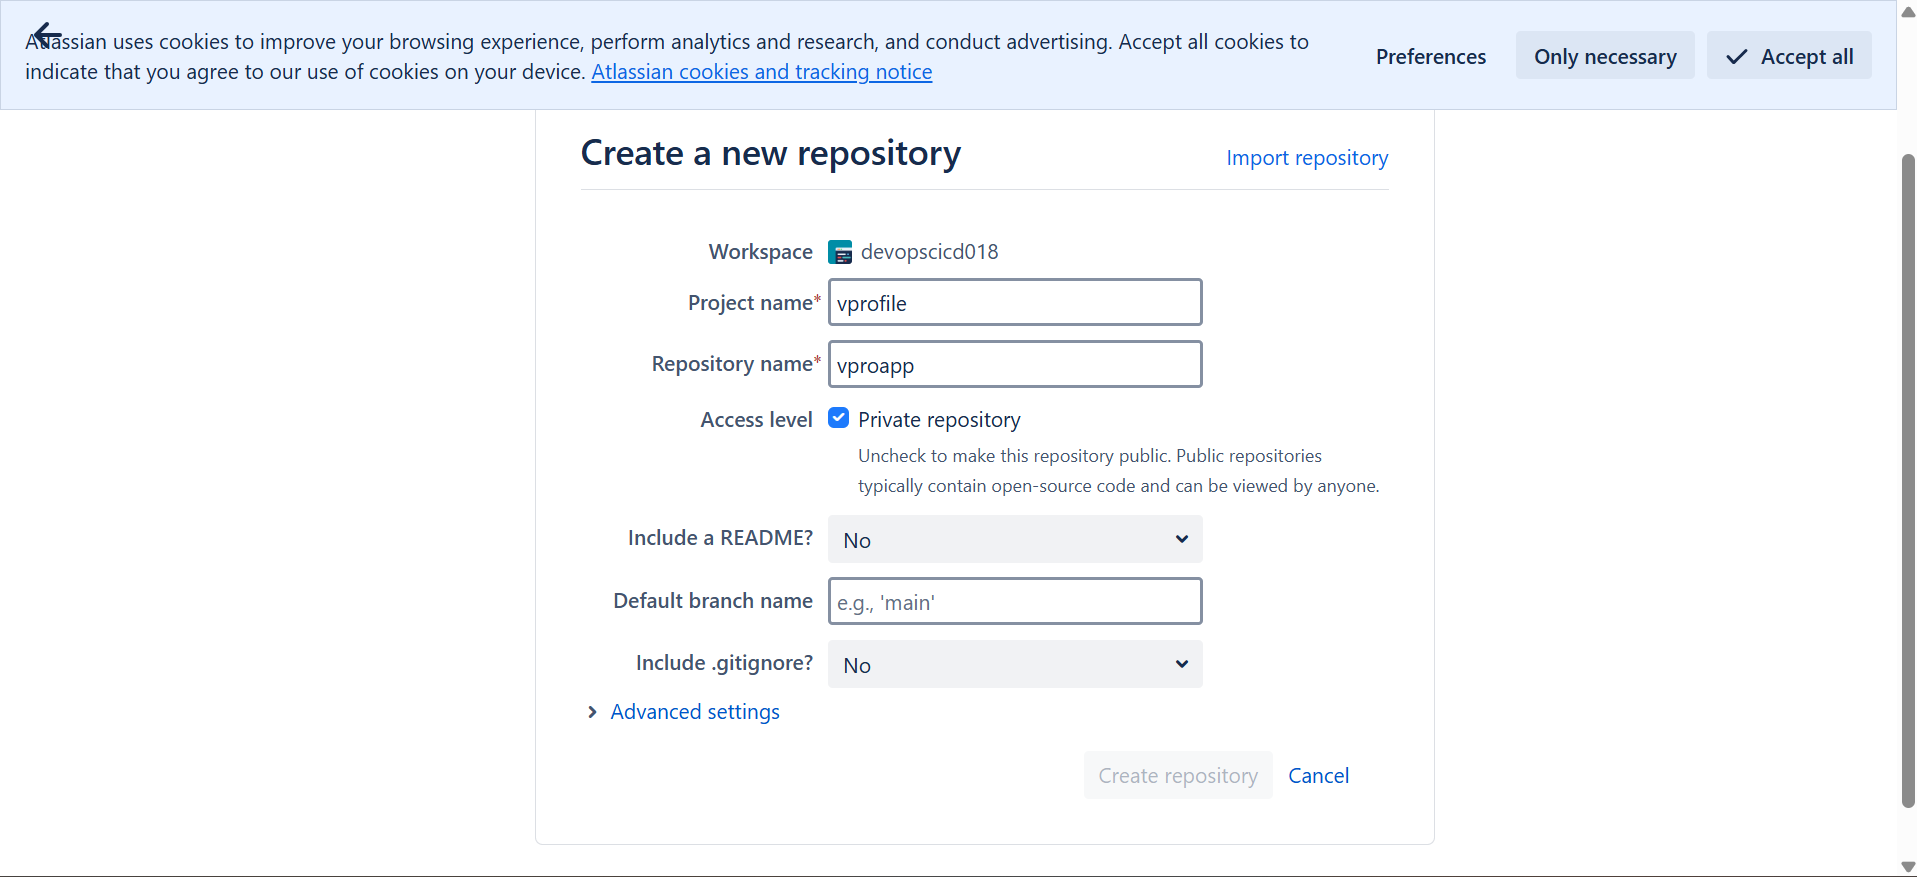 Atlassian uses cookies to improve your browsing experience, perform analytics and research, and conduct advertising. Accept all cookies to
indicate that you agree to our use of cookies on your device. Atlassian cookies and tracking notice
Preferences
Only necessary
Accept all
Create a new repository
Import repository
Workspace devopscicd018
Project name* vprofile
Repository name* vproapp
Access level Private repository
Uncheck to make this repository public. Public repositories
typically contain open-source code and can be viewed by anyone.
Include a README? No
Default branch name e.g., 'main'
Include .gitignore? No
Advanced settings
Create repository Cancel